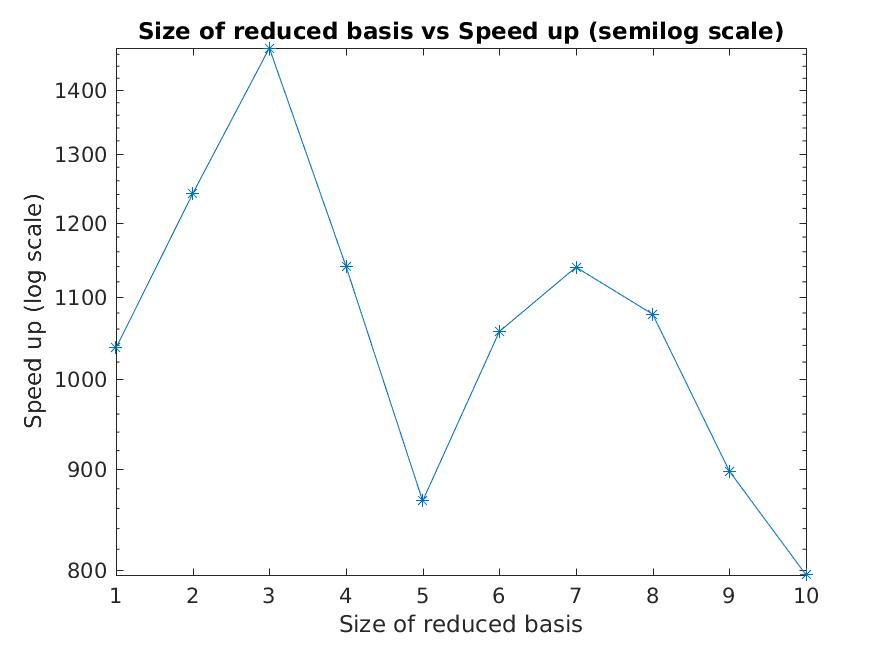 Size of reduced basis vs Speed up (semilog scale)
1400
1300
1200
1100
1000
900
800
Speed up (log scale)
1 2 3 4 5 6 7 8 9 10
Size of reduced basis